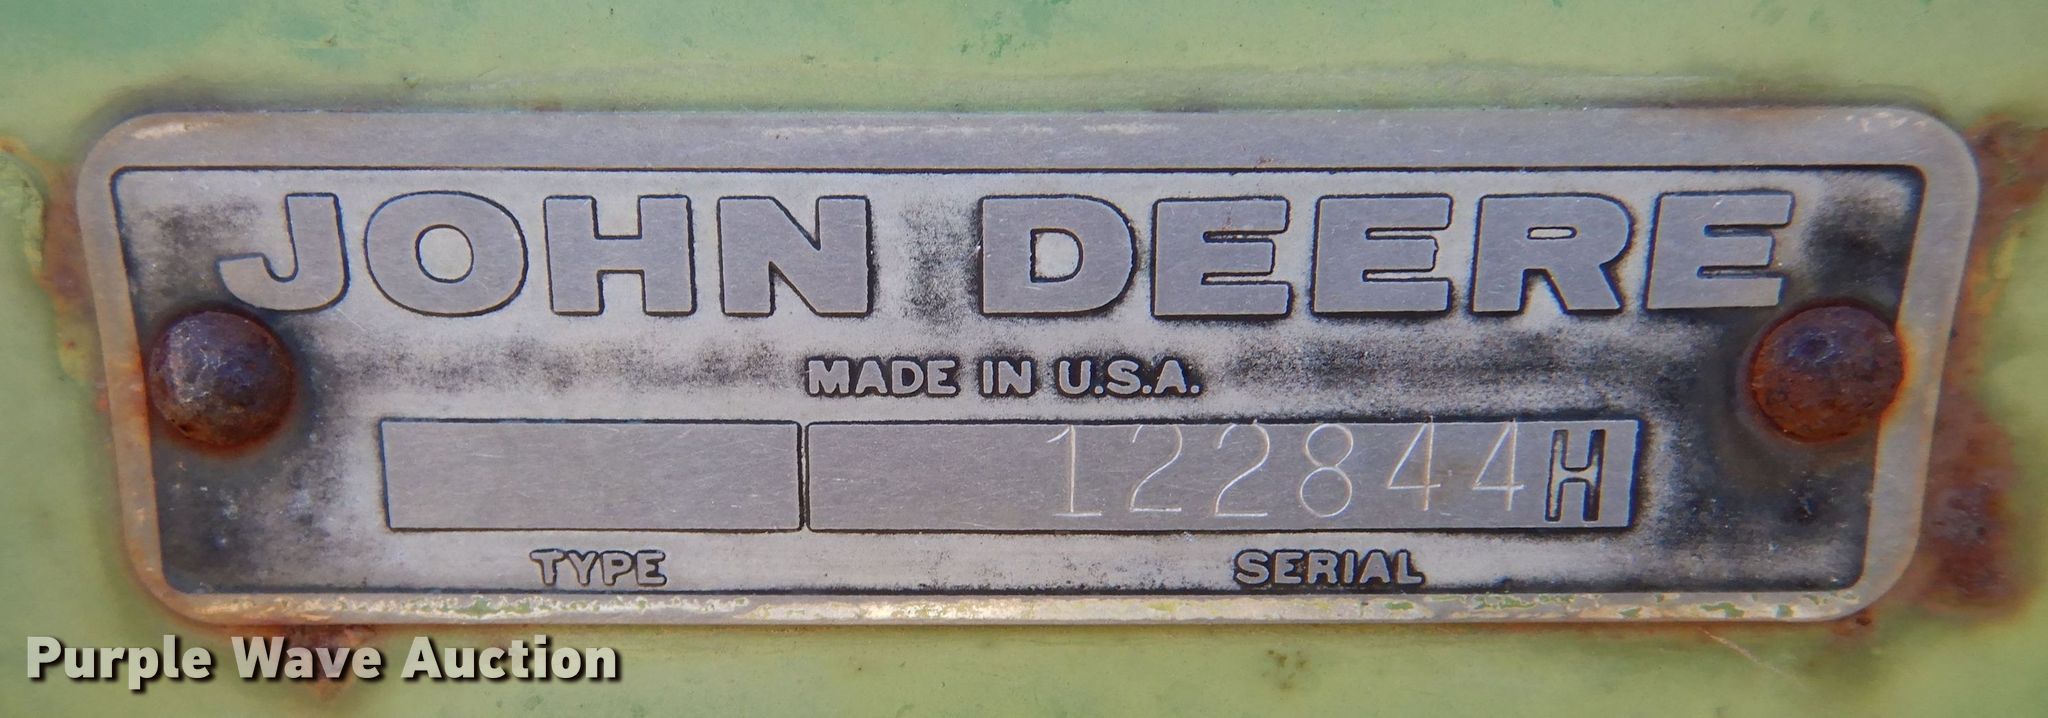 JOHN DEERE
MADE IN U.S.A.
122844H
TYPE SERIAL
Purple Wave Auction